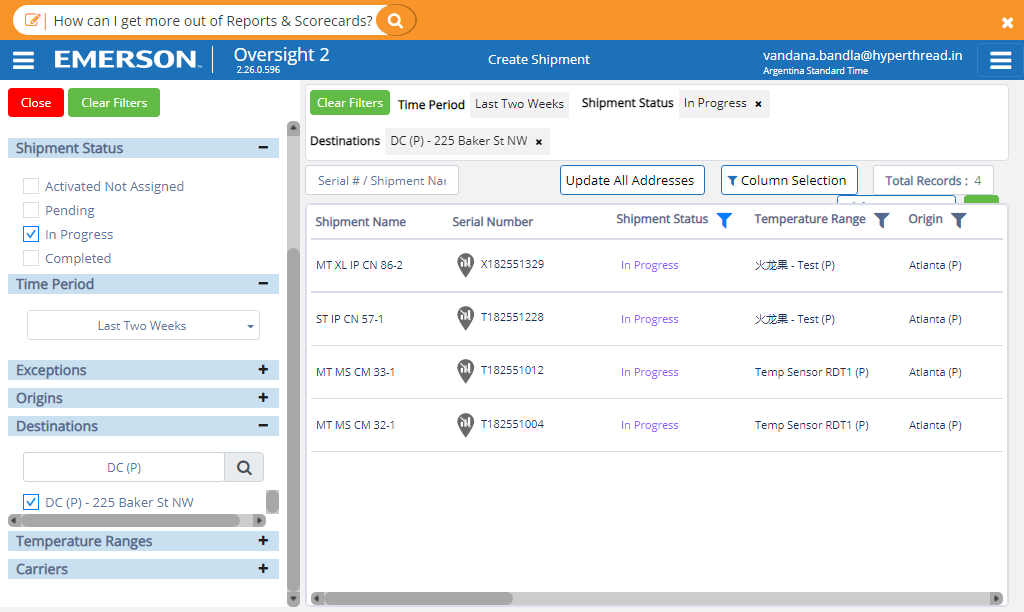 How can I get more out of Reports & Scorecards?
EMERSON
Oversight 2
2.26.0.596
Create Shipment
vandana.bandla@hyperthread.in
Argentina Standard Time
Close
Clear Filters
Shipment Status
Activated Not Assigned
Pending
In Progress
Completed
Time Period
Last Two Weeks
Exceptions
Origins
Destinations
DC (P)
DC (P) - 225 Baker St NW
Temperature Ranges
Carriers
Clear Filters Time Period Last Two Weeks Shipment Status In Progress ×
Destinations DC (P) - 225 Baker St NW ×
Serial # / Shipment Nar
Update All Addresses
Column Selection
Total Records : 4
Shipment Name Serial Number Shipment Status Temperature Range Origin
MT XL IP CN 86-2 X182551329 In Progress 火龙果 - Test (P) Atlanta (P)
ST IP CN 57-1 T182551228 In Progress 火龙果 - Test (P) Atlanta (P)
MT MS CM 33-1 T182551012 In Progress Temp Sensor RDT1 (P) Atlanta (P)
MT MS CM 32-1 T182551004 In Progress Temp Sensor RDT1 (P) Atlanta (P)